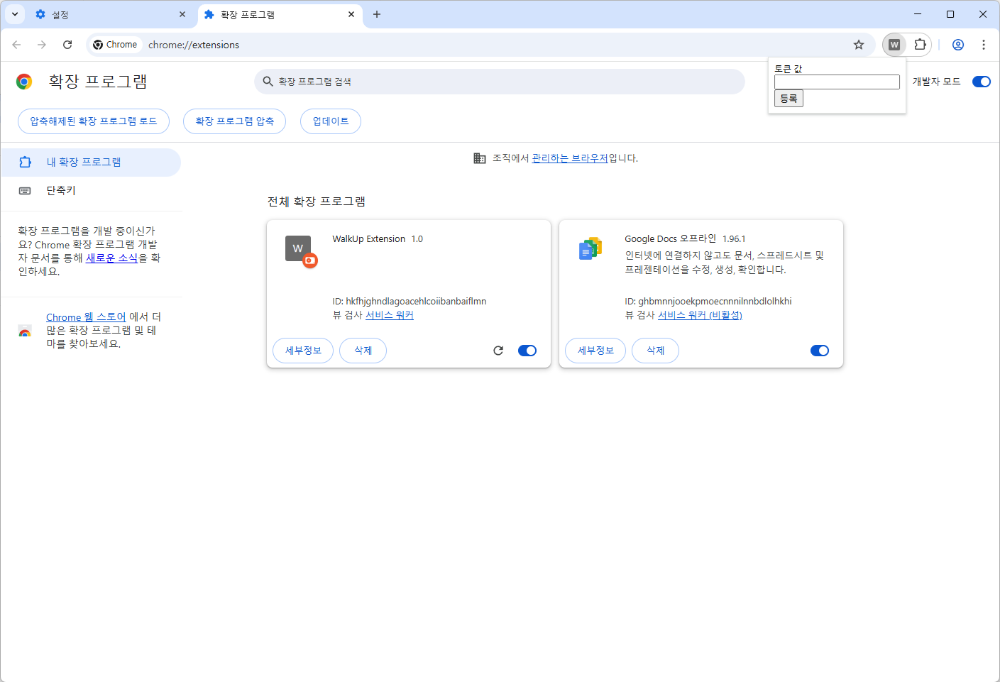 설정
확장 프로그램
Chrome
chrome://extensions
W
확장 프로그램
확장 프로그램 검색
토큰 값
등록
개발자 모드
압축해제된 확장 프로그램 로드
확장 프로그램 압축
업데이트
내 확장 프로그램
단축키
확장 프로그램을 개발 중이신가
요? Chrome 확장 프로그램 개발
자 문서를 통해 새로운 소식을 확
인하세요.
Chrome 웹 스토어 에서 더
많은 확장 프로그램 및 테
마를 찾아보세요.
조직에서 관리하는 브라우저입니다.
전체 확장 프로그램
W
WalkUp Extension 1.0
ID: hkfhjghndlagoacehlcoiibanbaiflmn
뷰 검사 서비스 워커
세부정보
삭제
Google Docs 오프라인 1.96.1
인터넷에 연결하지 않고도 문서, 스프레드시트 및
프레젠테이션을 수정, 생성, 확인합니다.
ID: ghbmnnjooekpmoecnnnilnnbdlolhkhi
뷰 검사 서비스 워커 (비활성)
세부정보
삭제